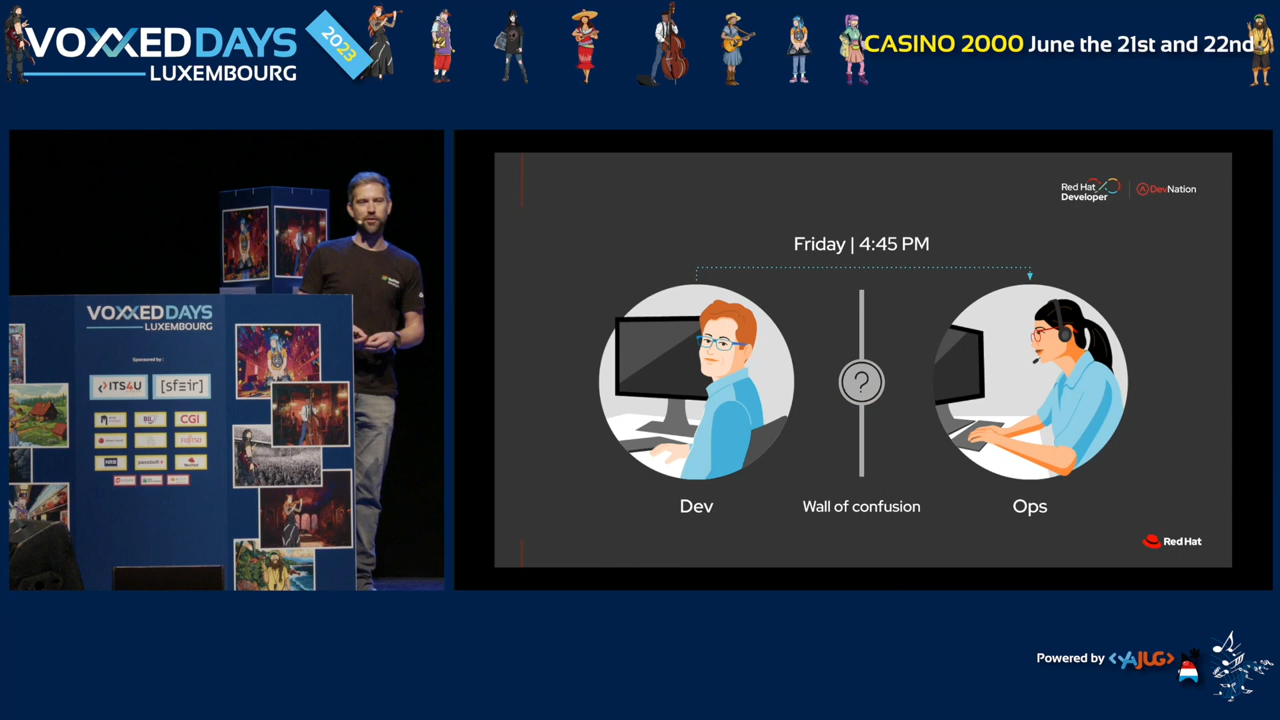 VOXXED DAYS
LUXEMBOURG
2023
CASINO 2000 June the 21st and 22nd
VOXXED DAYS
LUXEMBOURG
Sponsored by :
ITS4U
[sfeir]
CGI
FUJITSU
Red Hat
Developer
DevNation
Friday | 4:45 PM
?
Dev
Wall of confusion
Ops
Red Hat
Powered by <YAJUG>